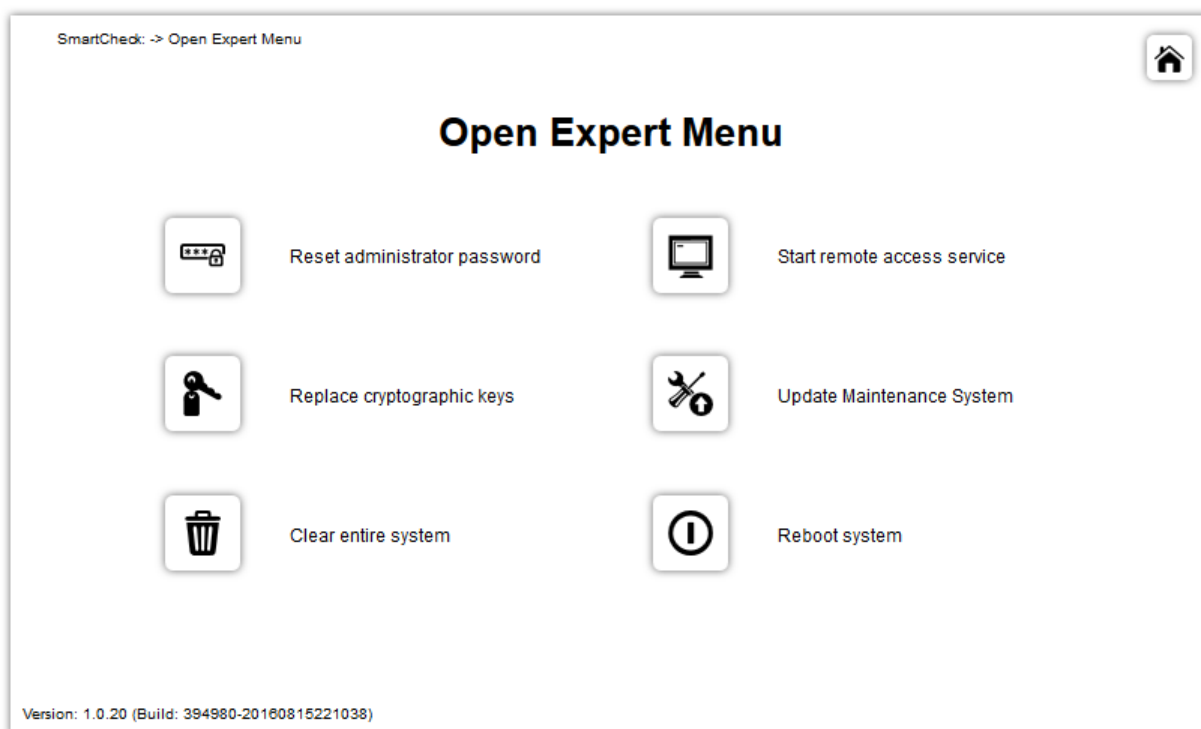 SmartCheck: -> Open Expert Menu
Open Expert Menu
***
Reset administrator password
Start remote access service
Replace cryptographic keys
Update Maintenance System
Clear entire system
Reboot system
Version: 1.0.20 (Build: 394980-20160815221038)